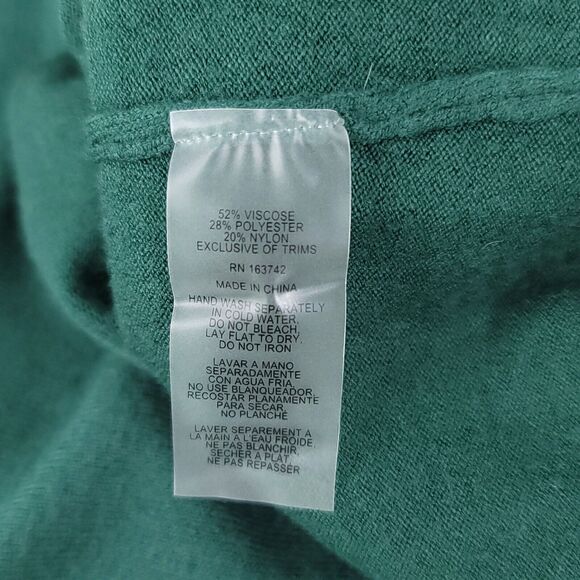 52% VISCOSE
28% POLYESTER
20% NYLON
EXCLUSIVE OF TRIMS
RN 163742
MADE IN CHINA
HAND WASH SEPARATELY
IN COLD WATER,
DO NOT BLEACH,
LAY FLAT TO DRY,
DO NOT IRON
LAVAR A MANO
SEPARADAMENTE
CON AGUA FRIA,
NO USE BLANQUEADOR,
RECOSTAR PLANAMENTE
PARA SECAR,
NO PLANCHÉ
LAVER SEPAREMENT A
LA MAIN A L'EAU FROIDE,
NE PAS BLANCHIR,
SECHER A PLAT,
NE PAS REPASSER